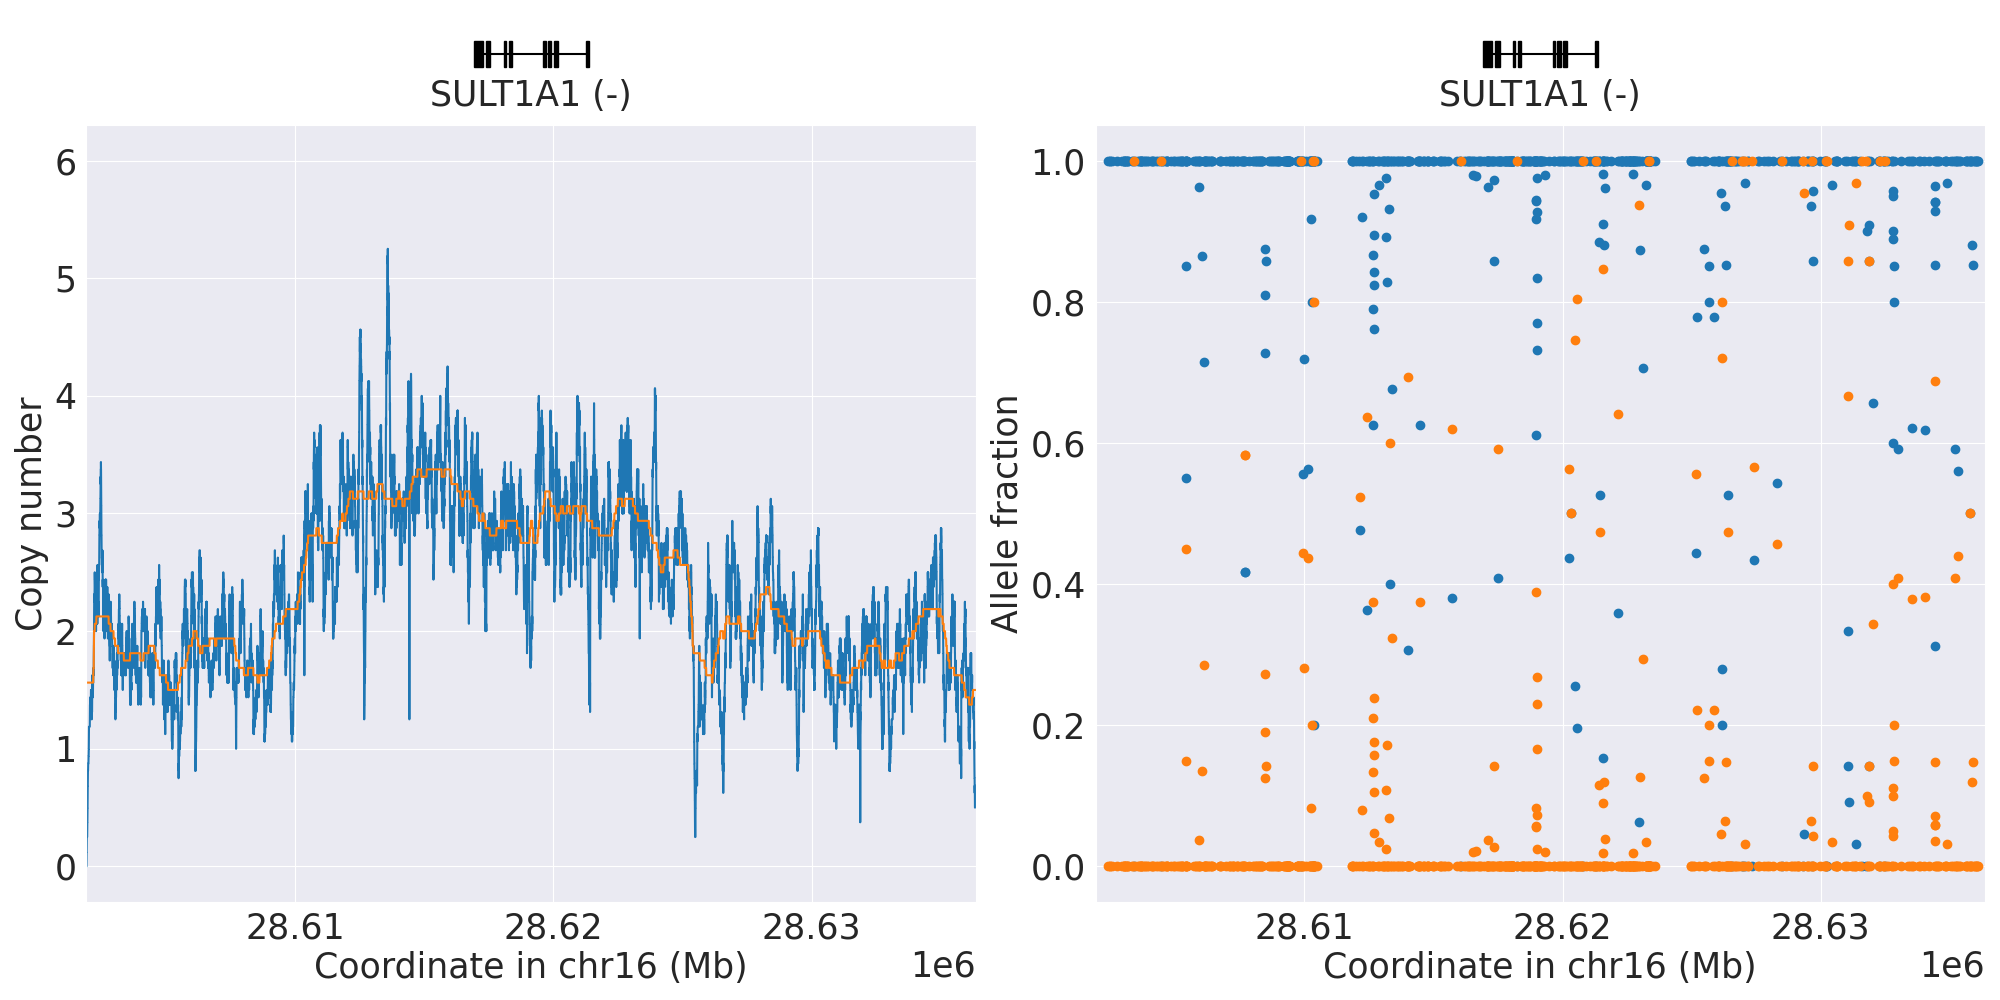 SULT1A1 (-)
Copy number
6
5
4
3
2
1
0
28.61
28.62
28.63
Coordinate in chr16 (Mb)
1e6
SULT1A1 (-)
Allele fraction
1.0
0.8
0.6
0.4
0.2
0.0
28.61
28.62
28.63
Coordinate in chr16 (Mb)
1e6